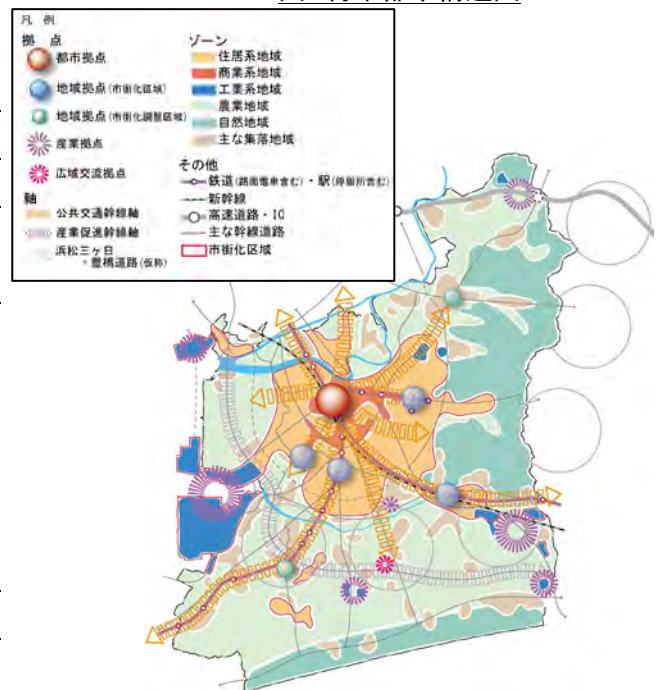 凡 例
拠 点
都市拠点
地域拠点(市街化区域)
地域拠点(市街化調整区域)
産業拠点
広域交流拠点
軸
公共交通幹線軸
産業促進幹線軸
浜松三ヶ日
・豊橋道路(仮称)
ゾーン
住居系地域
商業系地域
工業系地域
農業地域
自然地域
主な集落地域
その他
鉄道(路面電車含む)・駅(停留所含む)
新幹線
高速道路・IC
主な幹線道路
市街化区域